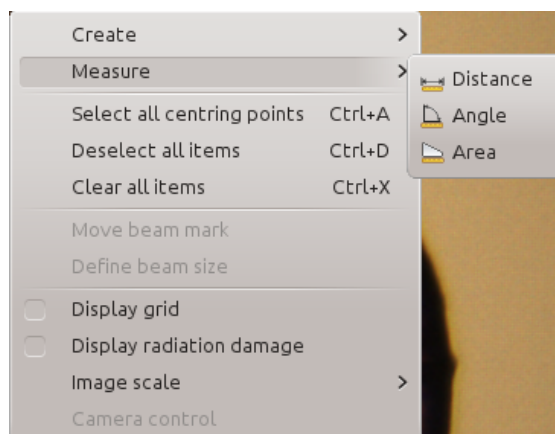 Create
Measure
Distance
Angle
Area
Select all centring points Ctrl+A
Deselect all items Ctrl+D
Clear all items Ctrl+X
Move beam mark
Define beam size
Display grid
Display radiation damage
Image scale
Camera control